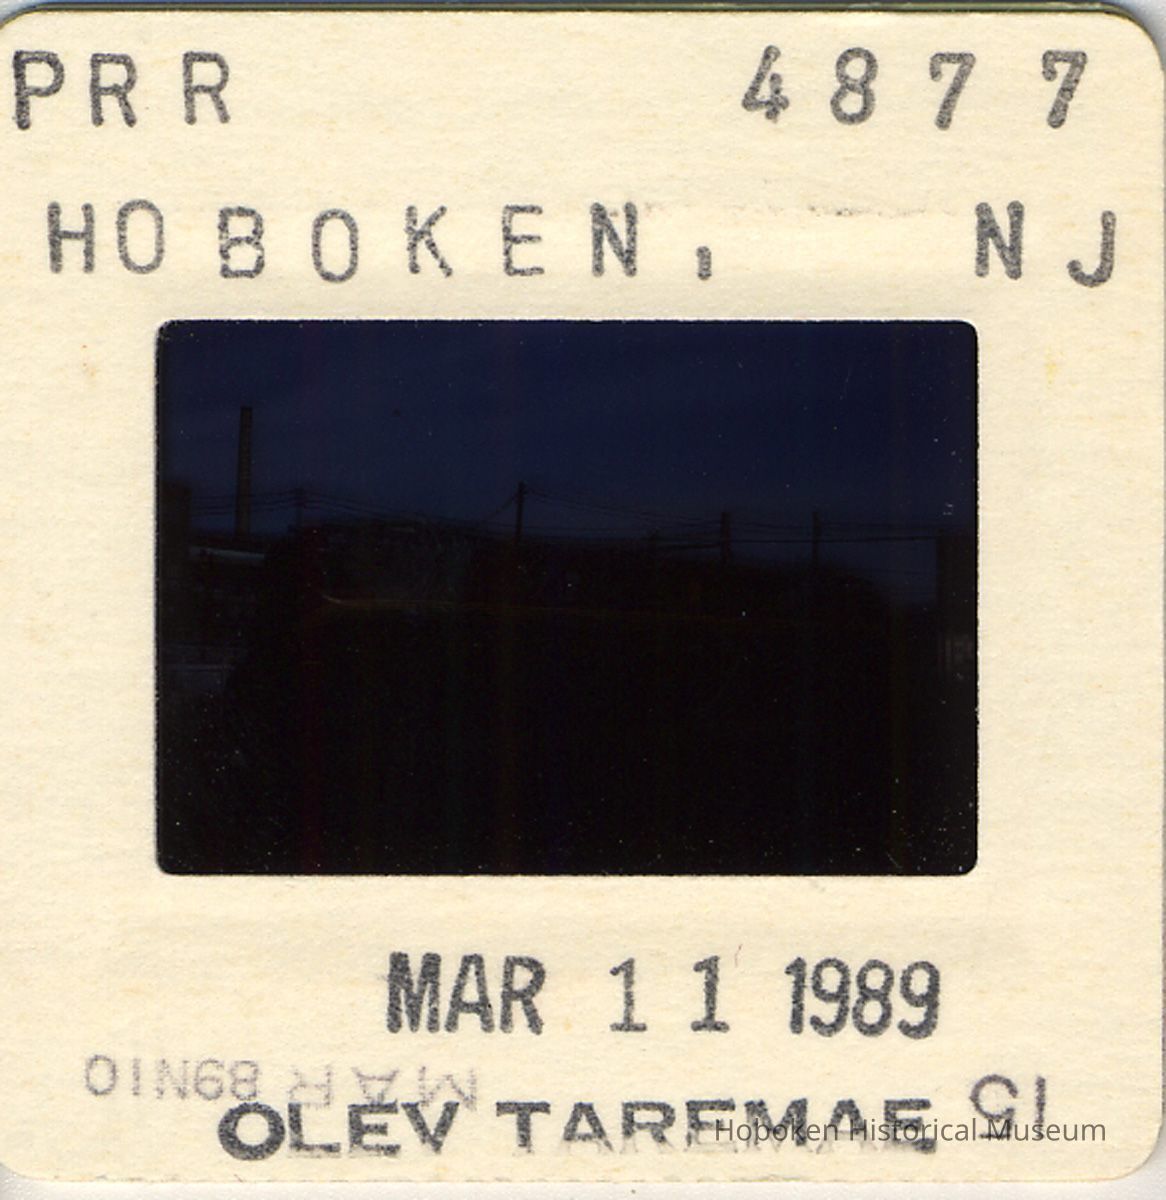 PRR 4877
HOBOKEN, NJ
MAR 11 1989
OLEV TAREMAE
Hoboken Historical Museum